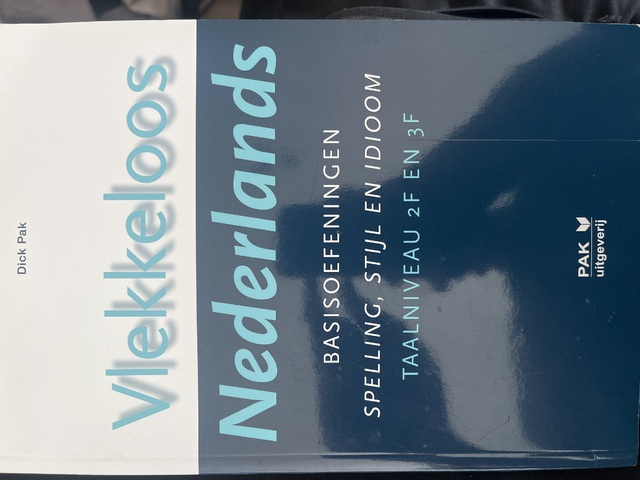 Dick Pak
Vlekkeloos
Nederlands
BASISOEFENINGEN
SPELLING, STIJL EN IDIOOM
TAALNIVEAU 2F EN 3F
PAK
uitgeverij